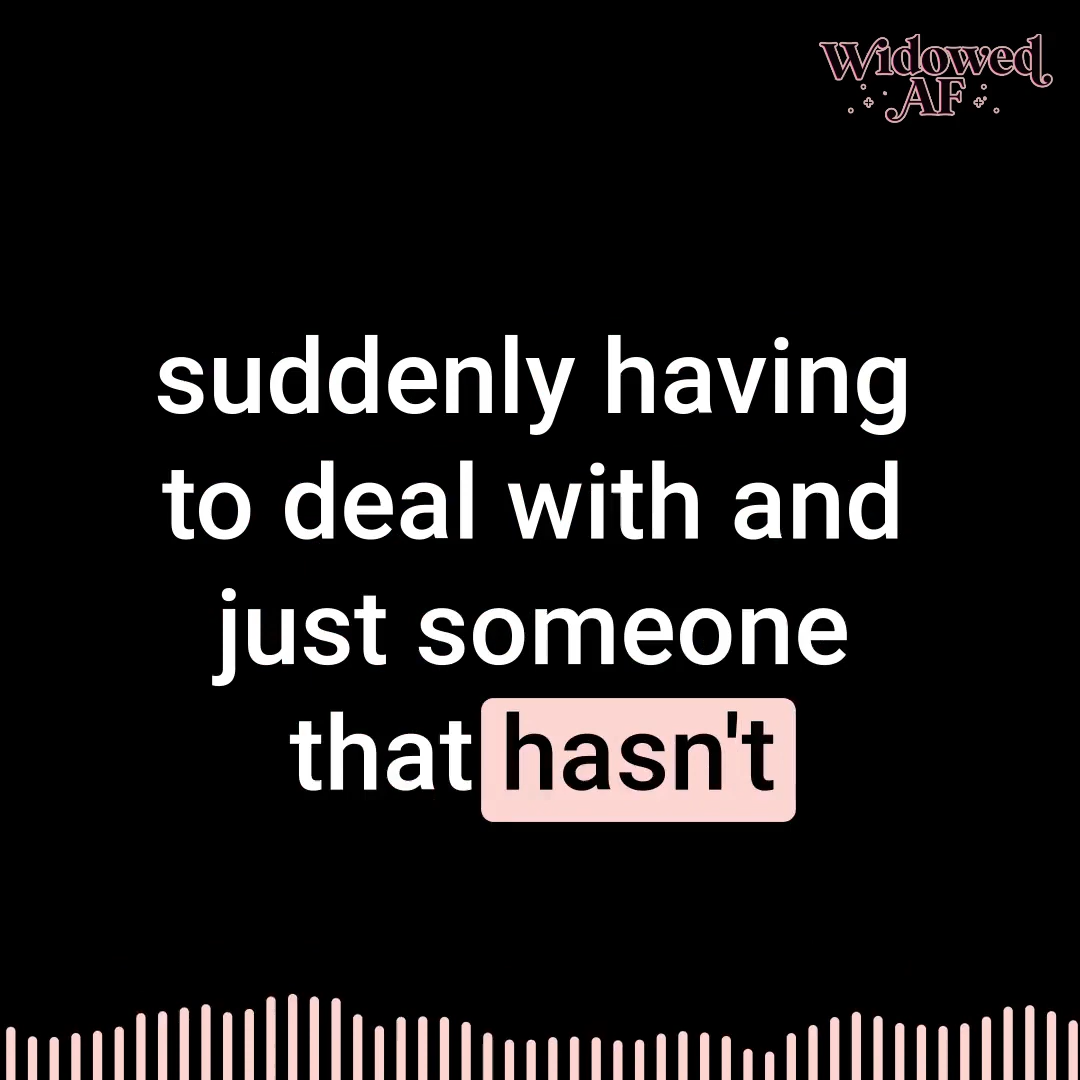 Widowed
AF
suddenly having
to deal with and
just someone
that hasn't